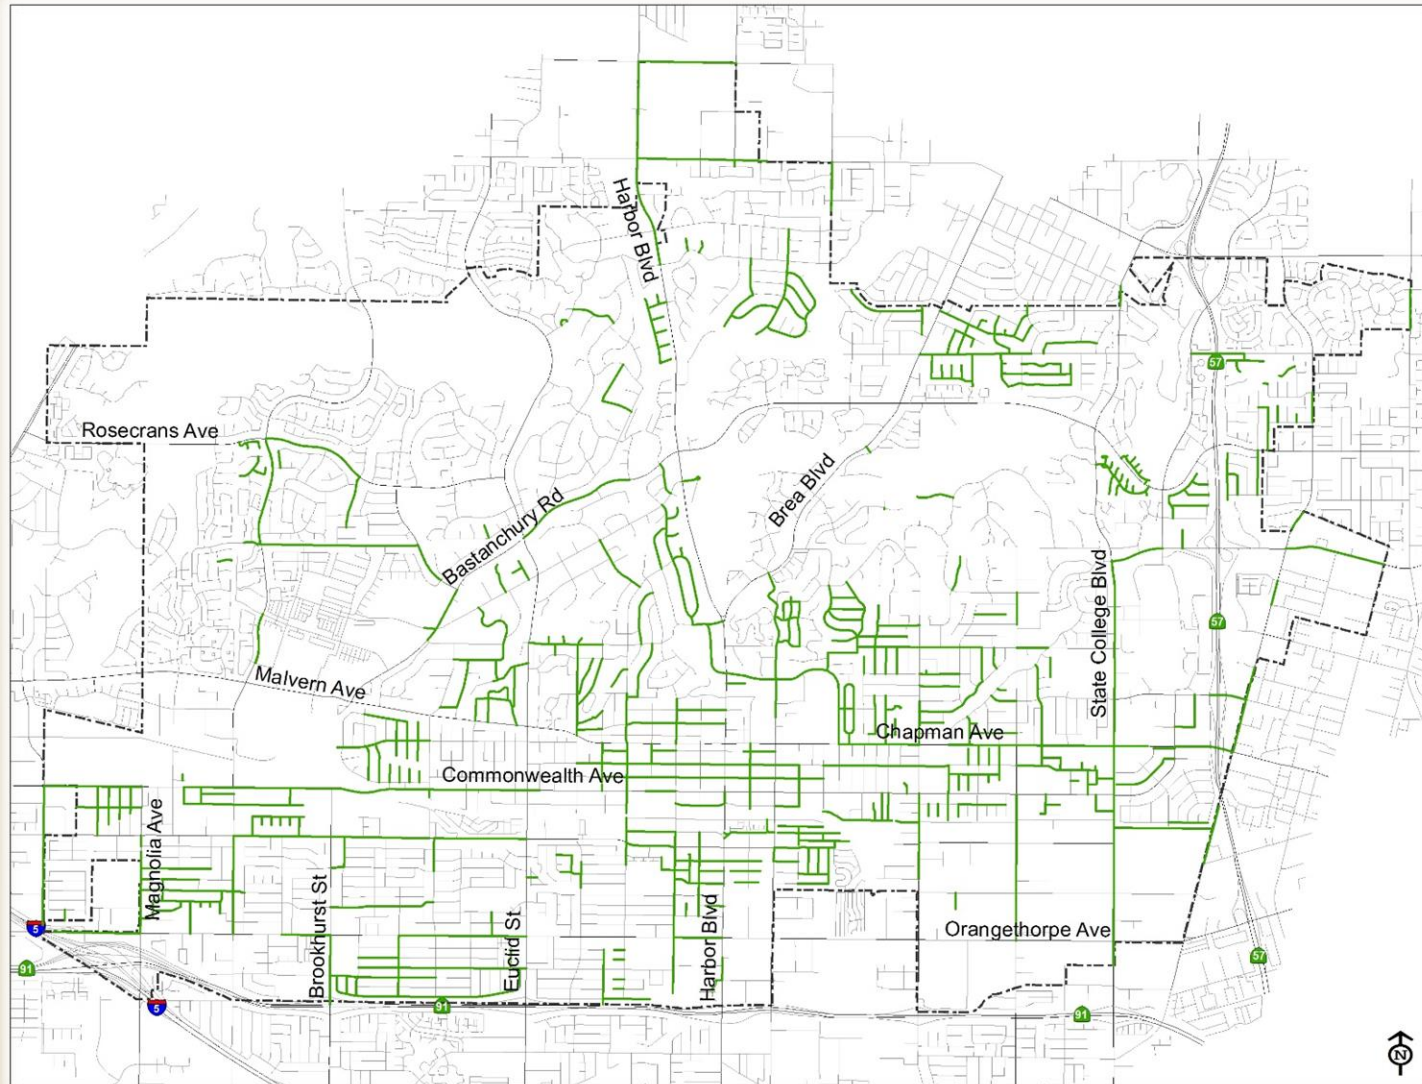 Harbor Blvd
57
Rosecrans Ave
Brea Blvd
Bastanchury Rd
State College Blvd
57
Malvern Ave
Chapman Ave
Commonwealth Ave
Magnolia Ave
Brookhurst St
Euclid St
Harbor Blvd
Orangethorpe Ave
5
91
57
5
91
91
N